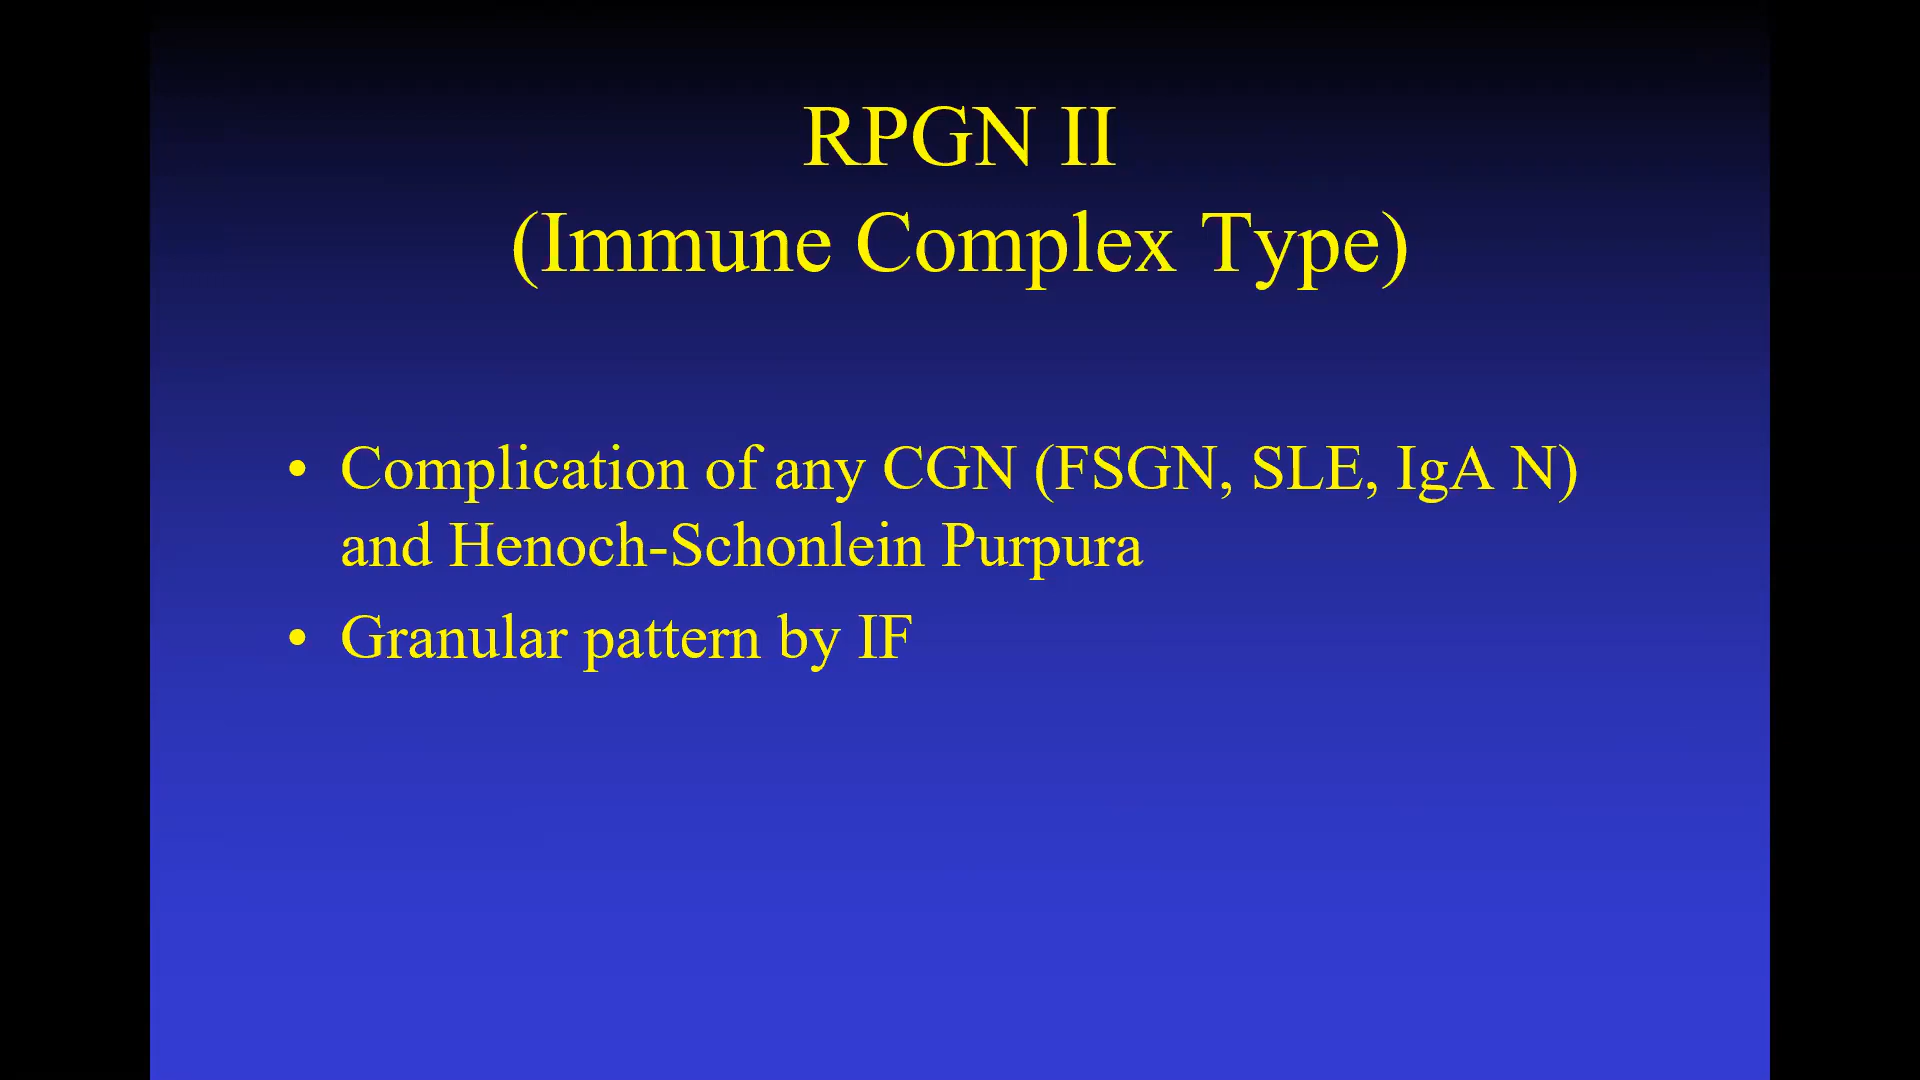 RPGN II
(Immune Complex Type)
• Complication of any CGN (FSGN, SLE, IgA N)
and Henoch-Schonlein Purpura
• Granular pattern by IF